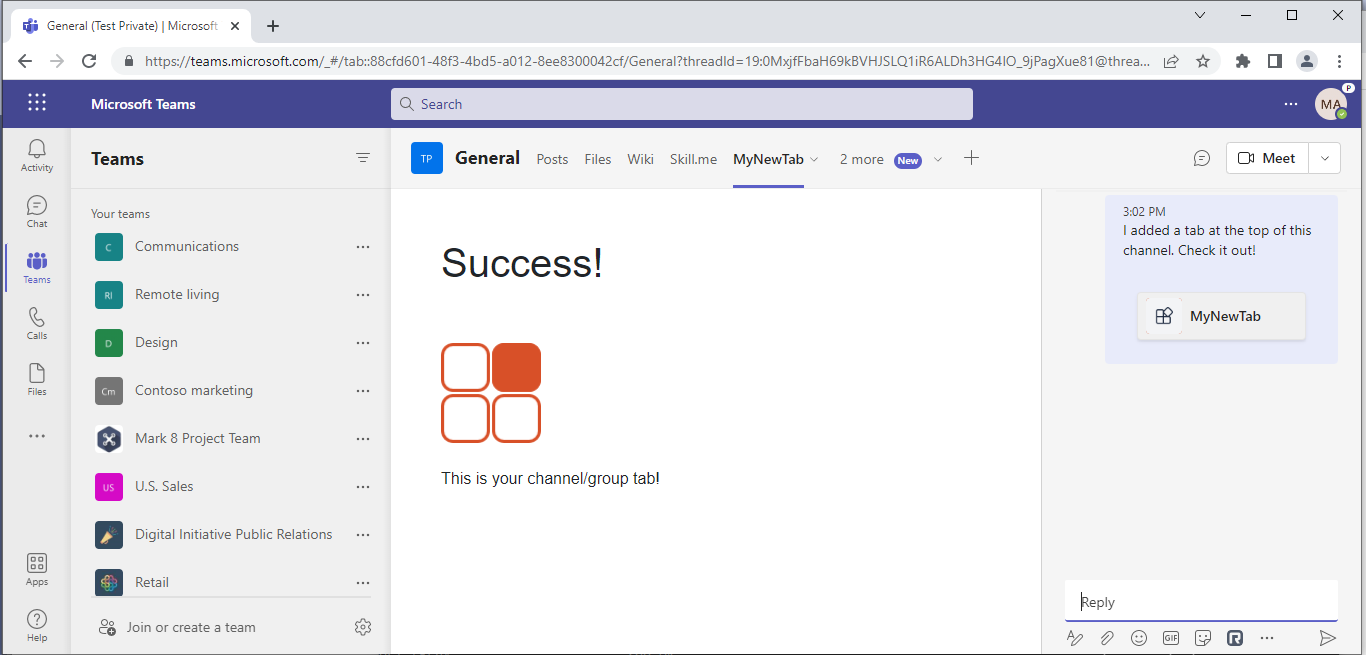 General (Test Private) | Microsoft
https://teams.microsoft.com/_#/tab::88cfd601-48f3-4bd5-a012-8ee8300042cf/General?threadId=19:0MxjfFbaH69kBVHJSLQ1iR6ALDh3HG4IO_9jPagXue81@threa...
Microsoft Teams
Search
MA
P
Activity
Chat
Teams
Calls
Files
Apps
Help
Teams
Your teams
C Communications
RI Remote living
D Design
Cm Contoso marketing
Mark 8 Project Team
US U.S. Sales
Digital Initiative Public Relations
Retail
Join or create a team
TP General Posts Files Wiki Skill.me MyNewTab 2 more New
Meet
Success!
This is your channel/group tab!
3:02 PM
I added a tab at the top of this
channel. Check it out!
MyNewTab
Reply
GIF
R